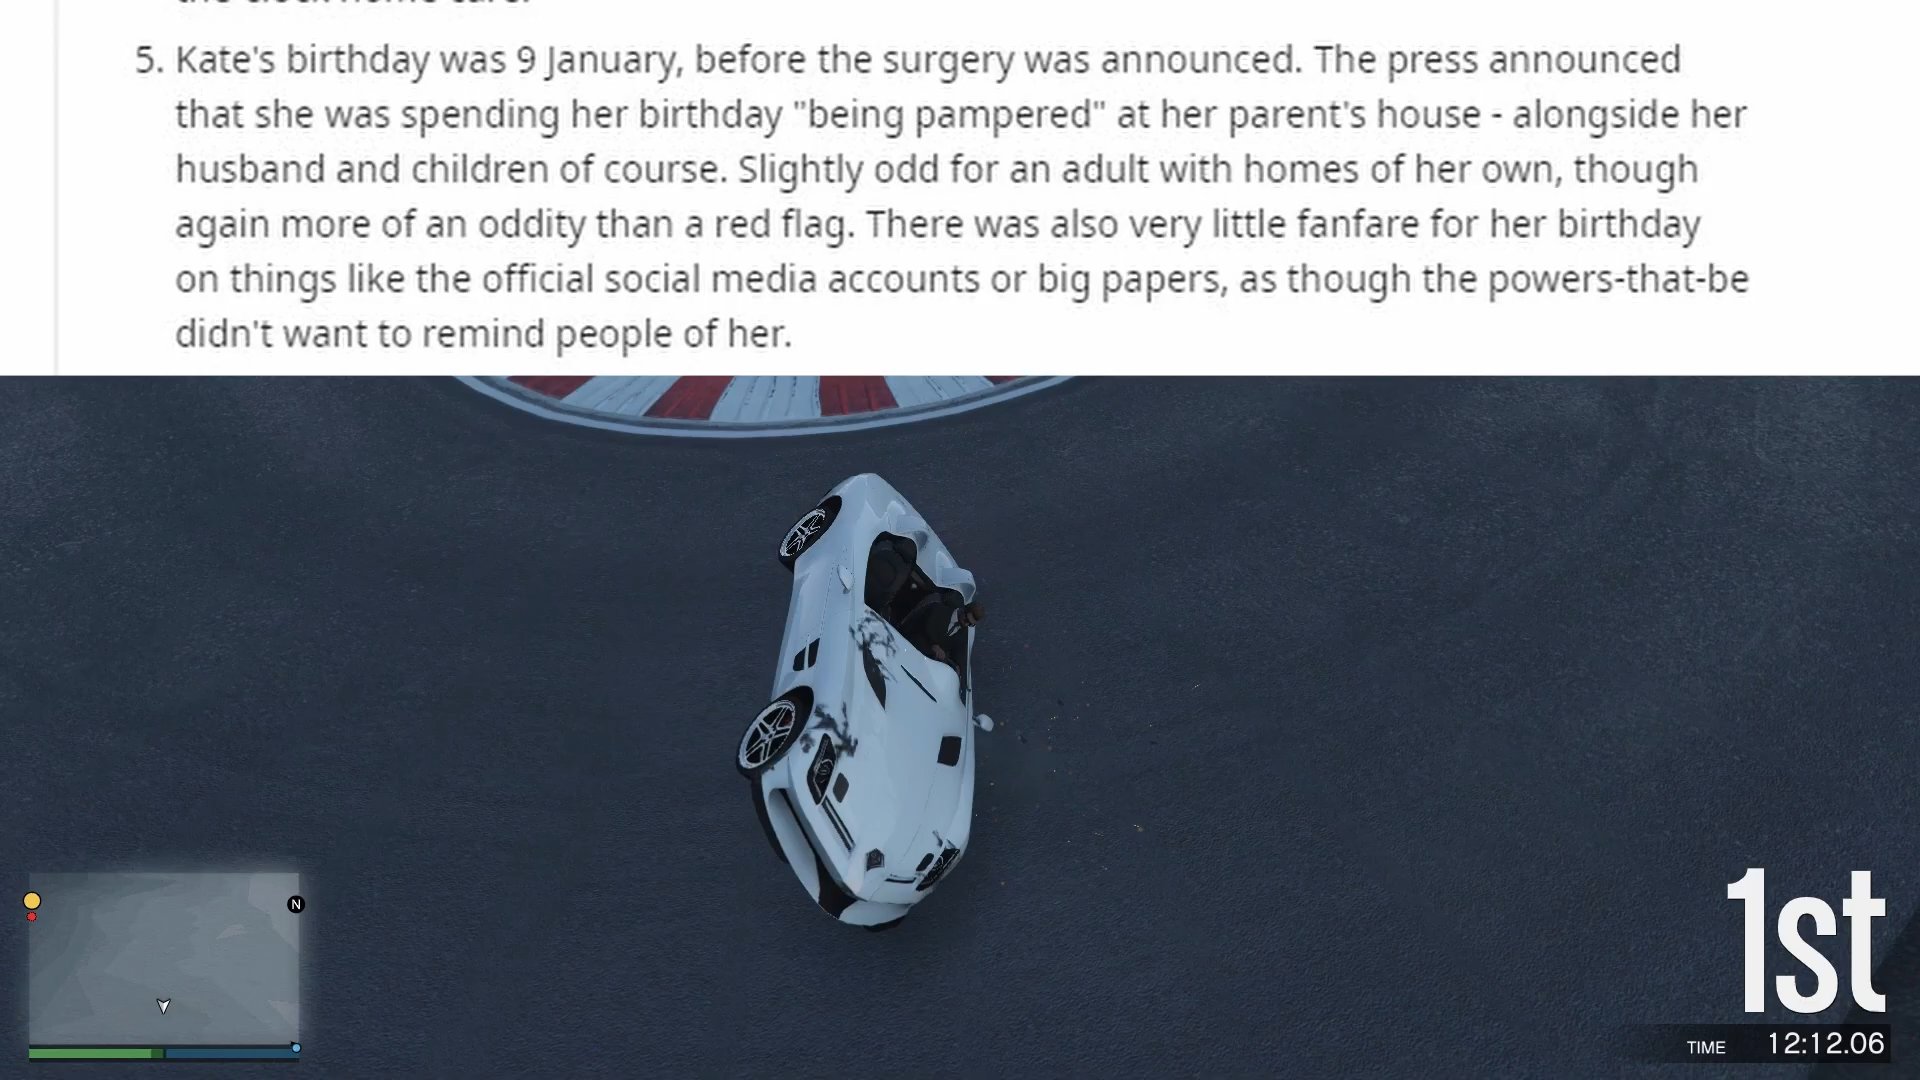 the clock home care.
5. Kate's birthday was 9 January, before the surgery was announced. The press announced
that she was spending her birthday "being pampered" at her parent's house - alongside her
husband and children of course. Slightly odd for an adult with homes of her own, though
again more of an oddity than a red flag. There was also very little fanfare for her birthday
on things like the official social media accounts or big papers, as though the powers-that-be
didn't want to remind people of her.
N
1st
TIME 12:12.06